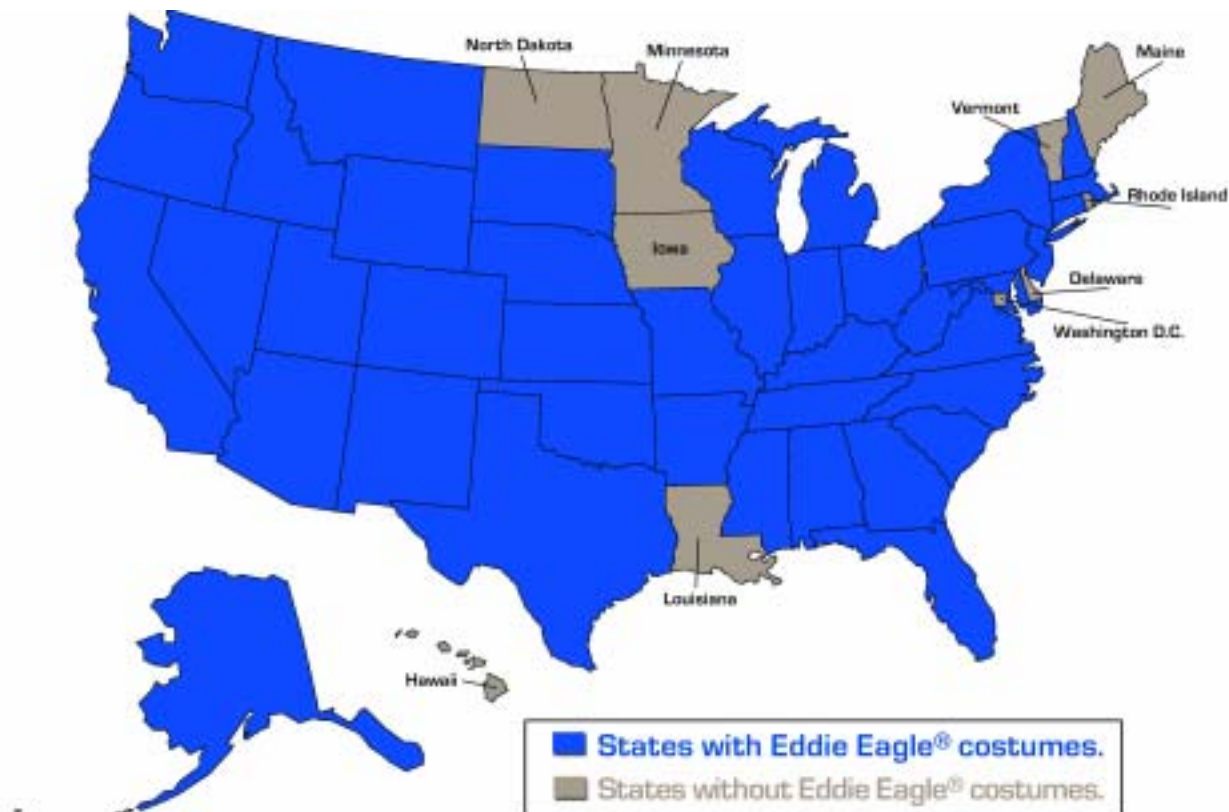 North Dakota
Minnesota
Maine
Vermont
Rhode Island
Iowa
Delaware
Washington D.C.
Louisiana
Hawaii
States with Eddie Eagle® costumes.
States without Eddie Eagle® costumes.